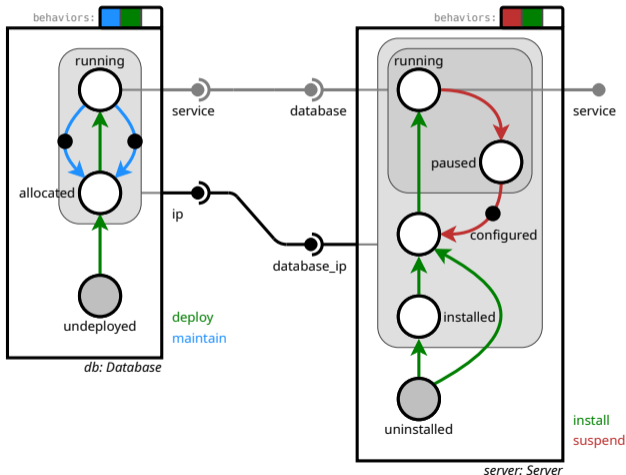 behaviors:
behaviors:
running
running
service
database
service
paused
allocated
ip
configured
database_ip
installed
undeployed
deploy
maintain
db: Database
uninstalled
install
suspend
server: Server